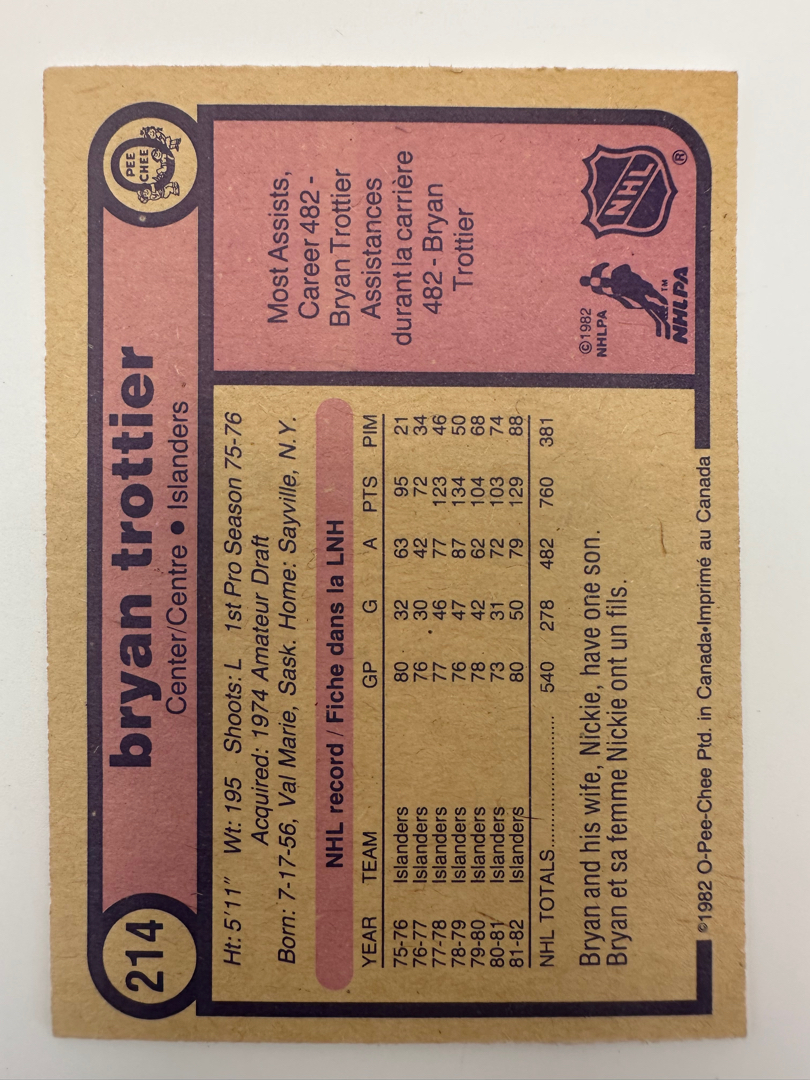 214
bryan trottier
Center/Centre • Islanders
PEE
CHEE
Ht: 5'11" Wt: 195 Shoots: L 1st Pro Season 75-76
Acquired: 1974 Amateur Draft
Born: 7-17-56, Val Marie, Sask. Home: Sayville, N.Y.
NHL record / Fiche dans la LNH
YEAR TEAM GP G A PTS PIM
75-76 Islanders 80 32 63 95 21
76-77 Islanders 76 30 42 72 34
77-78 Islanders 77 46 77 123 46
78-79 Islanders 76 47 87 134 50
79-80 Islanders 78 42 62 104 68
80-81 Islanders 73 31 72 103 74
81-82 Islanders 80 50 79 129 88
NHL TOTALS.................. 540 278 482 760 381
Bryan and his wife, Nickie, have one son.
Bryan et sa femme Nickie ont un fils.
Most Assists,
Career 482 -
Bryan Trottier
Assistances
durant la carrière
482 - Bryan
Trottier
©1982
NHLPA
TM
NHLPA
NHL
®
©1982 O-Pee-Chee Ptd. in Canada•Imprimé au Canada